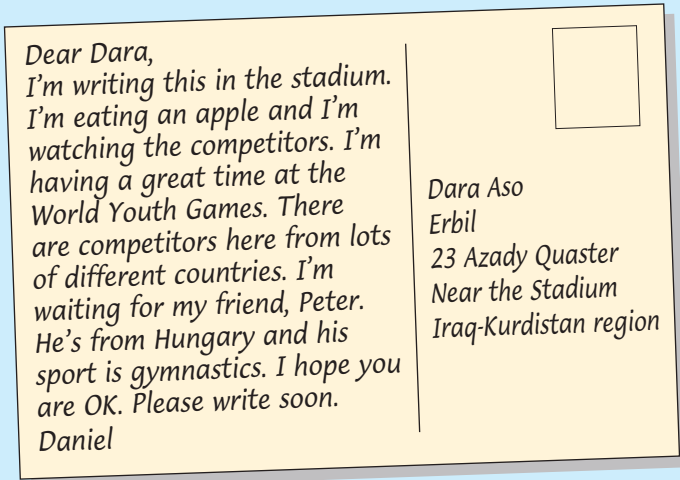 Dear Dara,
I'm writing this in the stadium.
I'm eating an apple and I'm
watching the competitors. I'm
having a great time at the
World Youth Games. There
are competitors here from lots
of different countries. I'm
waiting for my friend, Peter.
He's from Hungary and his
sport is gymnastics. I hope you
are OK. Please write soon.
Daniel
Dara Aso
Erbil
23 Azady Quaster
Near the Stadium
Iraq-Kurdistan region